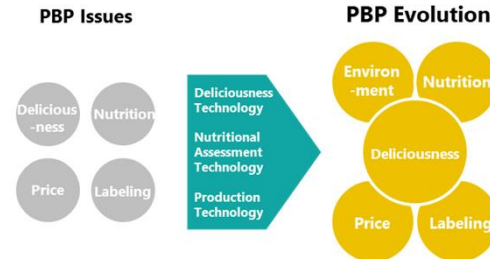 PBP Issues
Delicious
-ness
Nutrition
Price
Labeling
Deliciousness
Technology
Nutritional
Assessment
Technology
Production
Technology
PBP Evolution
Environ
-ment
Nutrition
Deliciousness
Price
Labeling